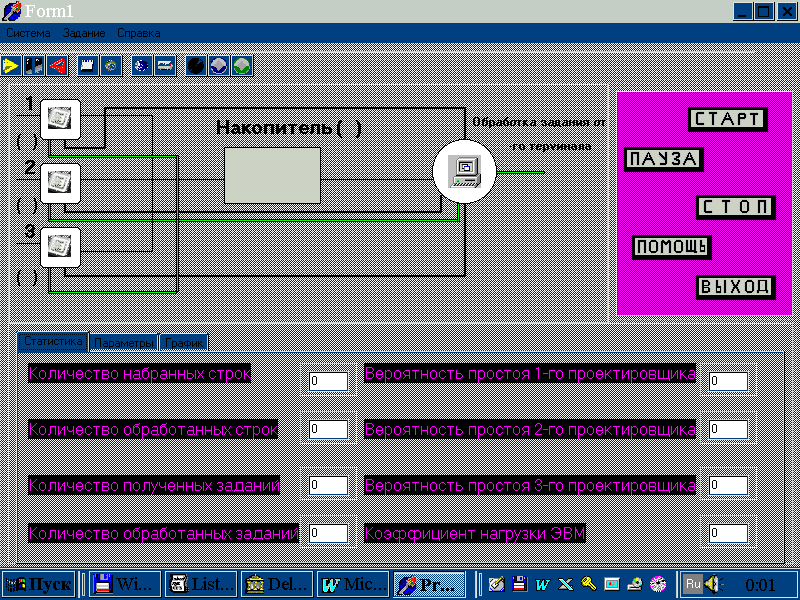 Form1
Система Задание Справка
1
( )
2
( )
3
( )
Накопитель ( )
Обработка задания от
го терминала
СТАРТ
ПАУЗА
СТОП
ПОМОЩЬ
ВЫХОД
Статистика Параметры График
Количество набранных строк 0
Вероятность простоя 1-го проектировщика 0
Количество обработанных строк 0
Вероятность простоя 2-го проектировщика 0
Количество полученных заданий 0
Вероятность простоя 3-го проектировщика 0
Количество обработанных заданий 0
Коэффициент нагрузки ЭВМ 0
Пуск Wi... List... Del... Mic... Pr... Ru 0:01